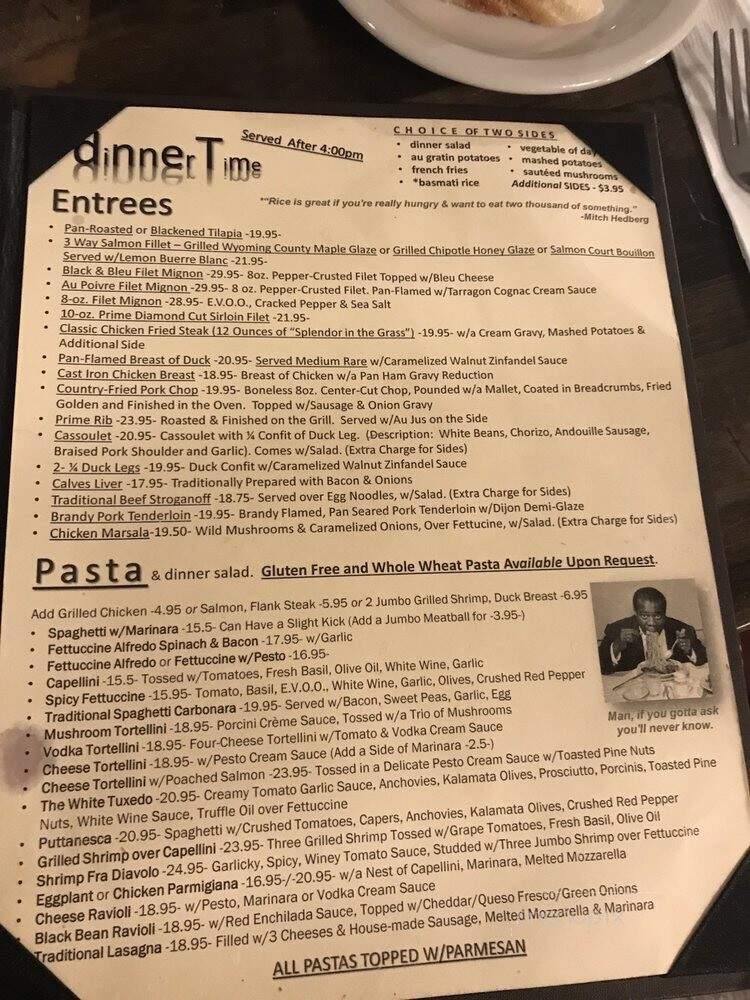 dinnerTime
Served After 4:00pm
CHOICE OF TWO SIDES
• dinner salad
• au gratin potatoes
• french fries
• *basmati rice
• vegetable of day
• mashed potatoes
• sautéed mushrooms
Additional SIDES - $3.95
Entrees
*"Rice is great if you're really hungry & want to eat two thousand of something."
-Mitch Hedberg
• Pan-Roasted or Blackened Tilapia -19.95-
• 3 Way Salmon Fillet – Grilled Wyoming County Maple Glaze or Grilled Chipotle Honey Glaze or Salmon Court Bouillon
Served w/Lemon Buerre Blanc -21.95-
• Black & Bleu Filet Mignon -29.95- 8oz. Pepper-Crusted Filet Topped w/Bleu Cheese
• Au Poivre Filet Mignon -29.95- 8 oz. Pepper-Crusted Filet. Pan-Flamed w/Tarragon Cognac Cream Sauce
• 8-oz. Filet Mignon -28.95- E.V.O.O., Cracked Pepper & Sea Salt
• 10-oz. Prime Diamond Cut Sirloin Filet -21.95-
• Classic Chicken Fried Steak (12 Ounces of "Splendor in the Grass") -19.95- w/a Cream Gravy, Mashed Potatoes &
Additional Side
• Pan-Flamed Breast of Duck -20.95- Served Medium Rare w/Caramelized Walnut Zinfandel Sauce
• Cast Iron Chicken Breast -18.95- Breast of Chicken w/a Pan Ham Gravy Reduction
• Country-Fried Pork Chop -19.95- Boneless 8oz. Center-Cut Chop, Pounded w/a Mallet, Coated in Breadcrumbs, Fried
Golden and Finished in the Oven. Topped w/Sausage & Onion Gravy
• Prime Rib -23.95- Roasted & Finished on the Grill. Served w/Au Jus on the Side
• Cassoulet -20.95- Cassoulet with ¼ Confit of Duck Leg. (Description: White Beans, Chorizo, Andouille Sausage,
Braised Pork Shoulder and Garlic). Comes w/Salad. (Extra Charge for Sides)
• 2- ¼ Duck Legs -19.95- Duck Confit w/Caramelized Walnut Zinfandel Sauce
• Calves Liver -17.95- Traditionally Prepared with Bacon & Onions
• Traditional Beef Stroganoff -18.75- Served over Egg Noodles, w/Salad. (Extra Charge for Sides)
• Brandy Pork Tenderloin -19.95- Brandy Flamed, Pan Seared Pork Tenderloin w/Dijon Demi-Glaze
• Chicken Marsala-19.50- Wild Mushrooms & Caramelized Onions, Over Fettucine, w/Salad. (Extra Charge for Sides)
Pasta & dinner salad. Gluten Free and Whole Wheat Pasta Available Upon Request.
Add Grilled Chicken -4.95 or Salmon, Flank Steak -5.95 or 2 Jumbo Grilled Shrimp, Duck Breast -6.95
• Spaghetti w/Marinara -15.5- Can Have a Slight Kick (Add a Jumbo Meatball for -3.95-)
• Fettuccine Alfredo Spinach & Bacon -17.95- w/Garlic
• Fettuccine Alfredo or Fettuccine w/Pesto -16.95-
• Capellini -15.5- Tossed w/Tomatoes, Fresh Basil, Olive Oil, White Wine, Garlic
• Spicy Fettuccine -15.95- Tomato, Basil, E.V.O.O., White Wine, Garlic, Olives, Crushed Red Pepper
• Traditional Spaghetti Carbonara -19.95- Served w/Bacon, Sweet Peas, Garlic, Egg
• Mushroom Tortellini -18.95- Porcini Crème Sauce, Tossed w/a Trio of Mushrooms
• Vodka Tortellini -18.95- Four-Cheese Tortellini w/Tomato & Vodka Cream Sauce
• Cheese Tortellini -18.95- w/Pesto Cream Sauce (Add a Side of Marinara -2.5-)
• Cheese Tortellini w/Poached Salmon -23.95- Tossed in a Delicate Pesto Cream Sauce w/Toasted Pine Nuts
• The White Tuxedo -20.95- Creamy Tomato Garlic Sauce, Anchovies, Kalamata Olives, Prosciutto, Porcinis, Toasted Pine
Nuts, White Wine Sauce, Truffle Oil over Fettuccine
• Puttanesca -20.95- Spaghetti w/Crushed Tomatoes, Capers, Anchovies, Kalamata Olives, Crushed Red Pepper
• Grilled Shrimp over Capellini -23.95- Three Grilled Shrimp Tossed w/Grape Tomatoes, Fresh Basil, Olive Oil
• Shrimp Fra Diavolo -24.95- Garlicky, Spicy, Winey Tomato Sauce, Studded w/Three Jumbo Shrimp over Fettuccine
• Eggplant or Chicken Parmigiana -16.95-/-20.95- w/a Nest of Capellini, Marinara, Melted Mozzarella
• Cheese Ravioli -18.95- w/Pesto, Marinara or Vodka Cream Sauce
• Black Bean Ravioli -18.95- w/Red Enchilada Sauce, Topped w/Cheddar/Queso Fresco/Green Onions
Traditional Lasagna -18.95- Filled w/3 Cheeses & House-made Sausage, Melted Mozzarella & Marinara
Man, if you gotta ask
you'll never know.
ALL PASTAS TOPPED W/PARMESAN